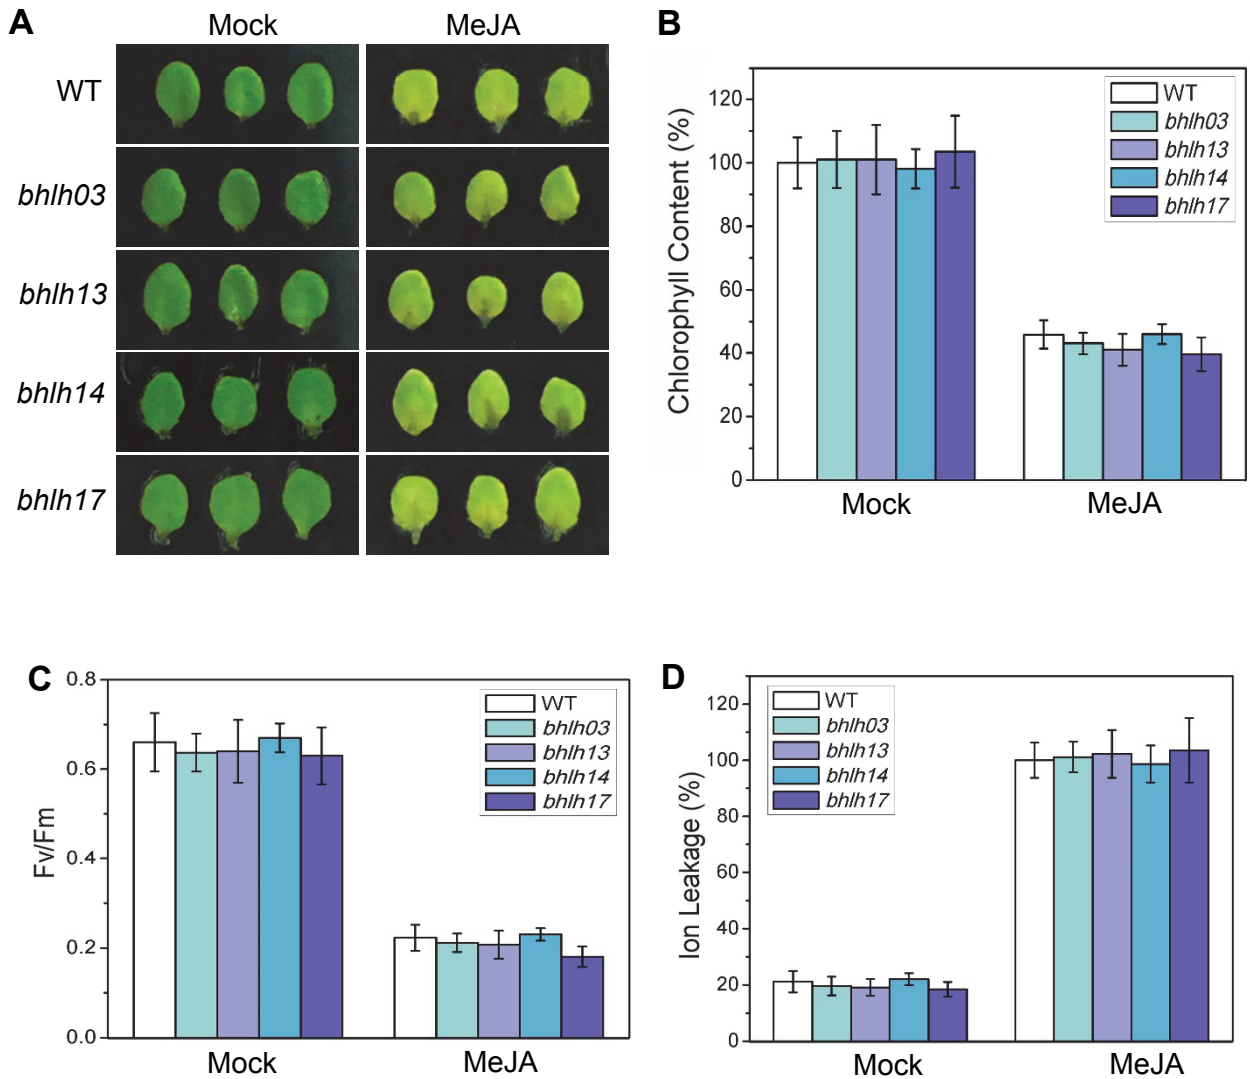 A
Mock
MeJA
WT
bhlh03
bhlh13
bhlh14
bhlh17
B
Chlorophyll Content (%)
120
100
80
60
40
20
0
WT
bhlh03
bhlh13
bhlh14
bhlh17
Mock
MeJA
C
Fv/Fm
0.8
0.6
0.4
0.2
0.0
WT
bhlh03
bhlh13
bhlh14
bhlh17
Mock
MeJA
D
Ion Leakage (%)
120
100
80
60
40
20
0
WT
bhlh03
bhlh13
bhlh14
bhlh17
Mock
MeJA